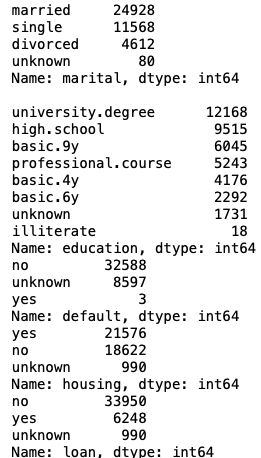 married 24928
single 11568
divorced 4612
unknown 80
Name: marital, dtype: int64
university.degree 12168
high.school 9515
basic.9y 6045
professional.course 5243
basic.4y 4176
basic.6y 2292
unknown 1731
illiterate 18
Name: education, dtype: int64
no 32588
unknown 8597
yes 3
Name: default, dtype: int64
yes 21576
no 18622
unknown 990
Name: housing, dtype: int64
no 33950
yes 6248
unknown 990
Name: loan, dtype: int64